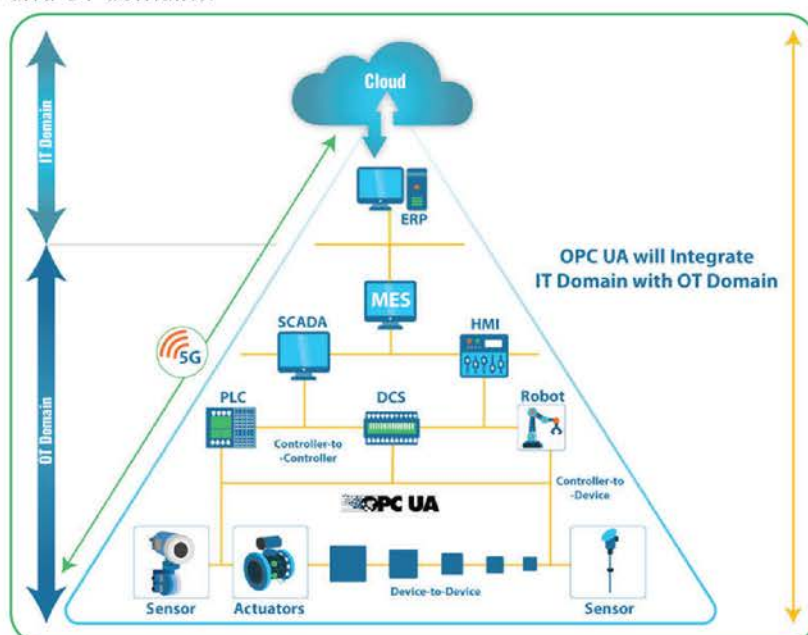 Cloud
IT Domain
ERP
OPC UA will Integrate
IT Domain with OT Domain
MES
SCADA
HMI
5G
PLC
DCS
Robot
OT Domain
Controller-to
-Controller
Controller-to
-Device
OPC UA
Device-to-Device
Sensor
Actuators
Sensor